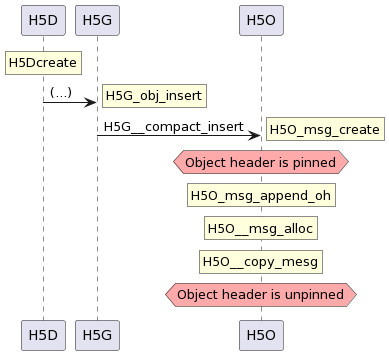 H5D H5G H5O
H5Dcreate
(...) H5G_obj_insert
H5G__compact_insert H5O_msg_create
Object header is pinned
H5O_msg_append_oh
H5O__msg_alloc
H5O__copy_mesg
Object header is unpinned
H5D H5G H5O